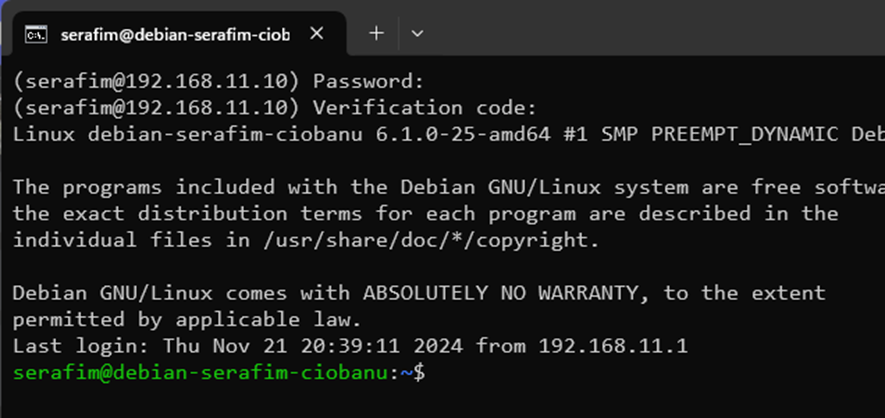 serafim@debian-serafim-ciob
(serafim@192.168.11.10) Password:
(serafim@192.168.11.10) Verification code:
Linux debian-serafim-ciobanu 6.1.0-25-amd64 #1 SMP PREEMPT_DYNAMIC Deb
The programs included with the Debian GNU/Linux system are free softwa
the exact distribution terms for each program are described in the
individual files in /usr/share/doc/*/copyright.
Debian GNU/Linux comes with ABSOLUTELY NO WARRANTY, to the extent
permitted by applicable law.
Last login: Thu Nov 21 20:39:11 2024 from 192.168.11.1
serafim@debian-serafim-ciobanu:~$